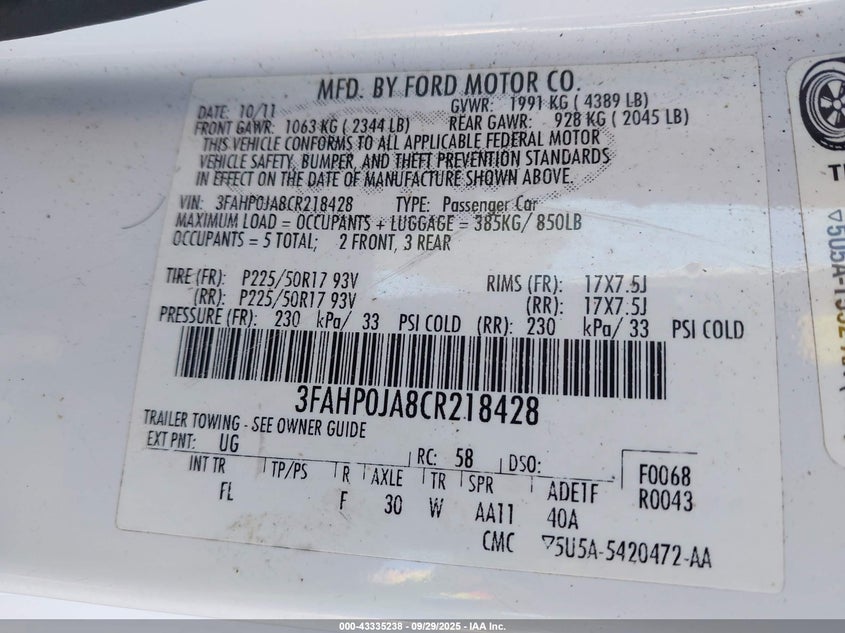 MFD. BY FORD MOTOR CO.
DATE: 10/11 GVWR: 1991 KG ( 4389 LB)
FRONT GAWR: 1063 KG ( 2344 LB) REAR GAWR: 928 KG ( 2045 LB)
THIS VEHICLE CONFORMS TO ALL APPLICABLE FEDERAL MOTOR
VEHICLE SAFETY, BUMPER, AND THEFT PREVENTION STANDARDS
IN EFFECT ON THE DATE OF MANUFACTURE SHOWN ABOVE.
VIN: 3FAHP0JA8CR218428 TYPE: Passenger Car
MAXIMUM LOAD = OCCUPANTS + LUGGAGE = 385KG/ 850LB
OCCUPANTS = 5 TOTAL; 2 FRONT, 3 REAR
TIRE (FR): P225/50R17 93V RIMS (FR): 17X7.5J
(RR): P225/50R17 93V (RR): 17X7.5J
PRESSURE (FR): 230 kPa/ 33 PSI COLD (RR): 230 kPa/ 33 PSI COLD
3FAHP0JA8CR218428
TRAILER TOWING - SEE OWNER GUIDE
EXT PNT: UG RC: 58 DSO: F0068
INT TR TP/PS R AXLE TR SPR ADE1F R0043
FL F 30 W AA11 40A
CMC ▽5U5A-5420472-AA
000-43335238 - 09/29/2025 - IAA Inc.